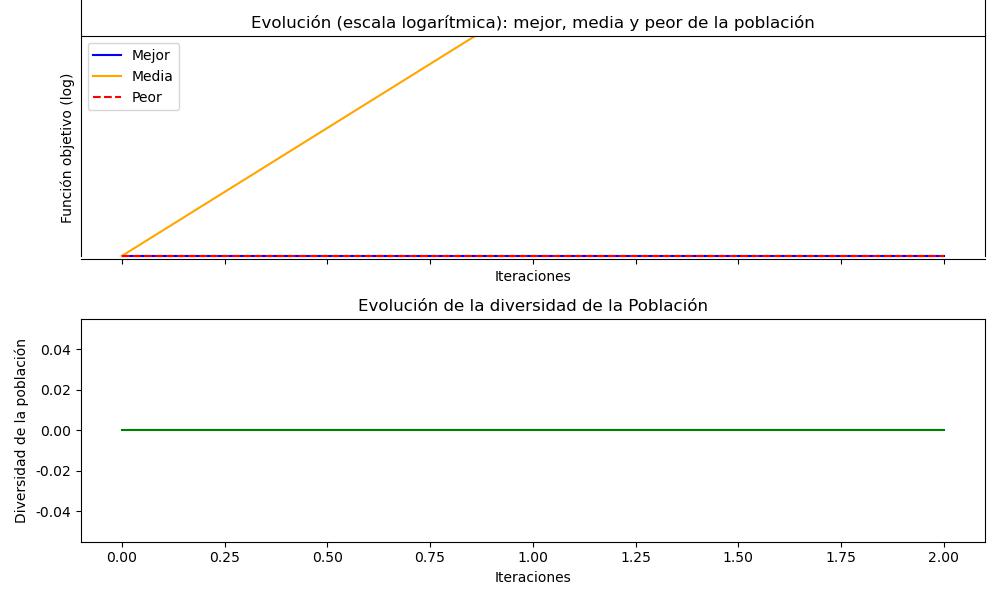 Evolución (escala logarítmica): mejor, media y peor de la población
Mejor
Media
Peor
Función objetivo (log)
Iteraciones
Evolución de la diversidad de la Población
Diversidad de la población
0.04
0.02
0.00
-0.02
-0.04
0.00 0.25 0.50 0.75 1.00 1.25 1.50 1.75 2.00
Iteraciones